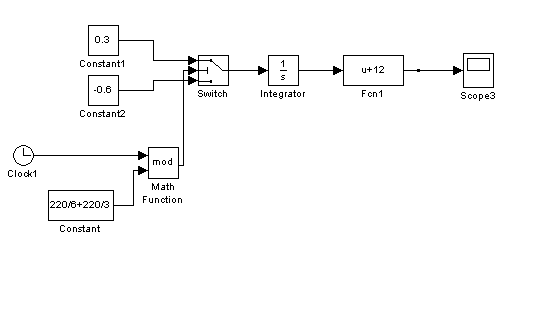 0.3
Constant1
-0.6
Constant2
Switch
1
s
Integrator
u+12
Fcn1
Scope3
Clock1
mod
Math
Function
220/6+220/3
Constant